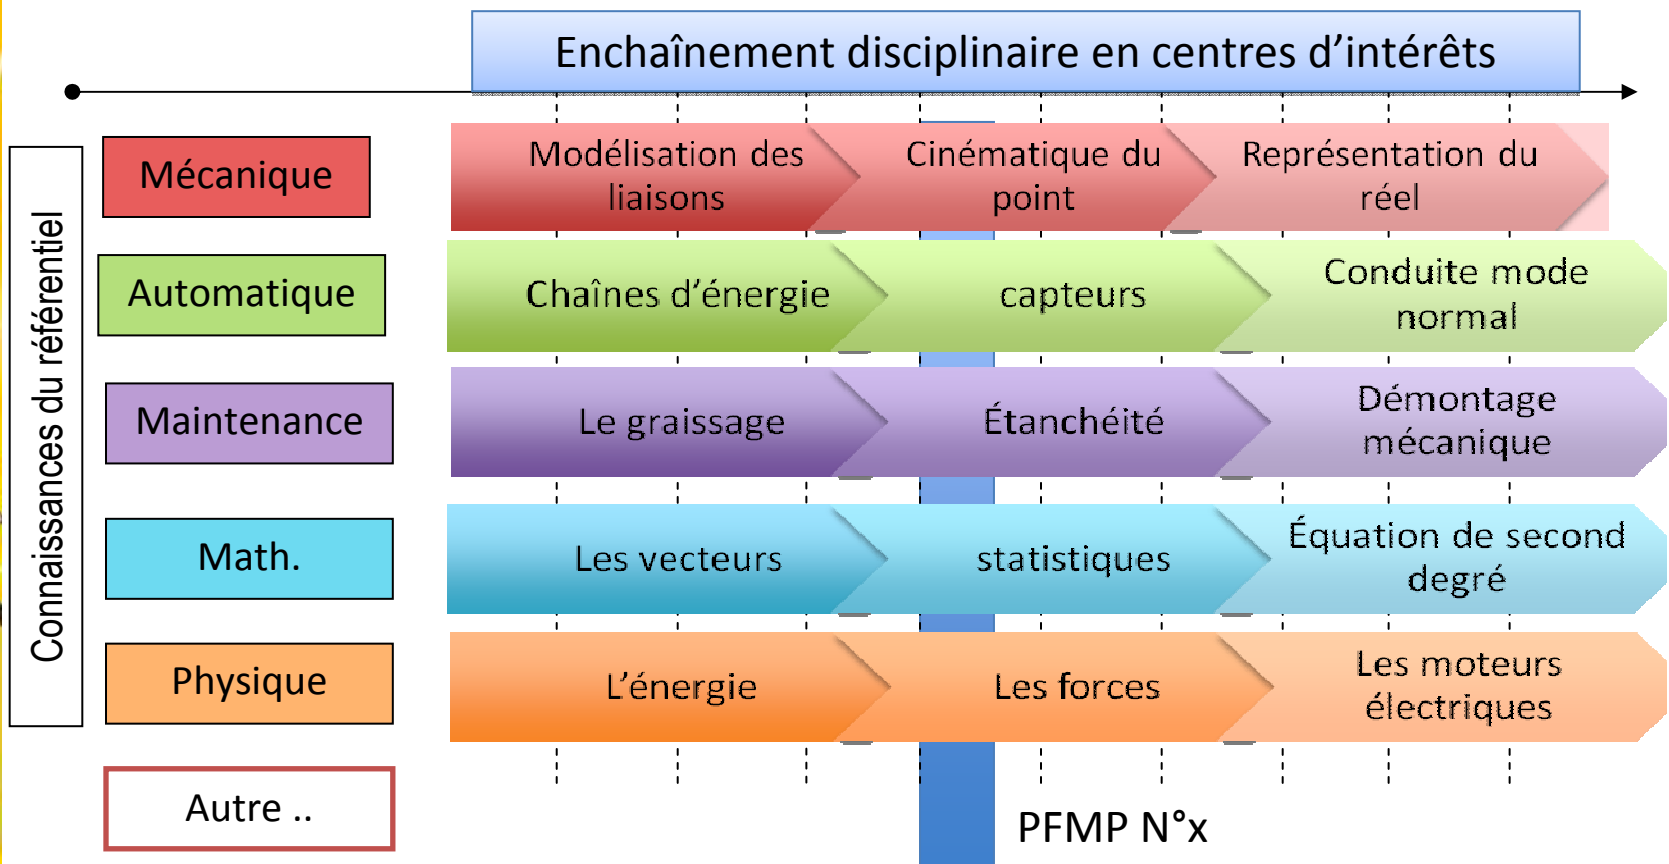 Enchaînement disciplinaire en centres d'intérêts
Connaissances du référentiel
Mécanique
Modélisation des
liaisons
Cinématique du
point
Représentation du
réel
Automatique
Chaînes d'énergie
capteurs
Conduite mode
normal
Maintenance
Le graissage
Étanchéité
Démontage
mécanique
Math.
Les vecteurs
statistiques
Équation de second
degré
Physique
L'énergie
Les forces
Les moteurs
électriques
Autre ..
PFMP N°x